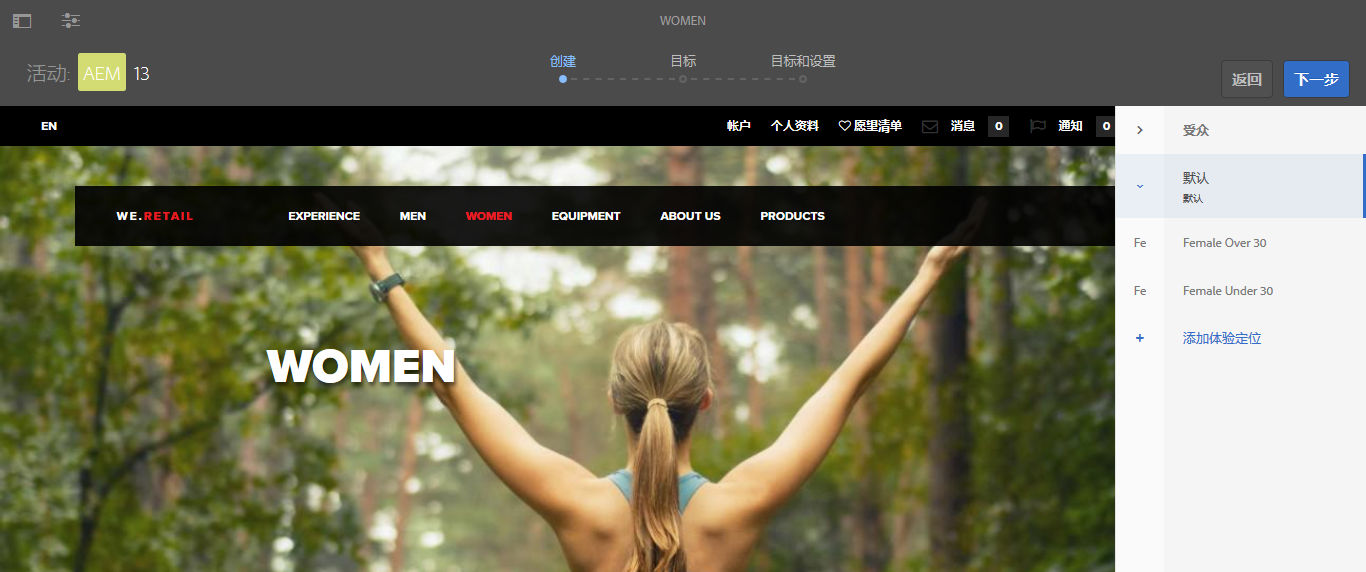 WOMEN
活动: AEM 13
创建 目标 目标和设置
返回 下一步
EN 帐户 个人资料 愿望清单 消息 0 通知 0
WE.RETAIL EXPERIENCE MEN WOMEN EQUIPMENT ABOUT US PRODUCTS
WOMEN
受众
默认
默认
Fe Female Over 30
Fe Female Under 30
+ 添加体验定位